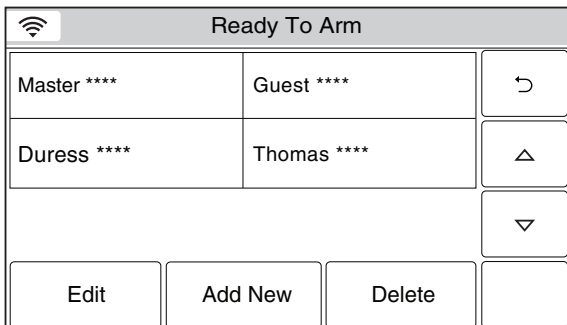 Ready To Arm
Master ****
Guest ****
Duress ****
Thomas ****
Edit
Add New
Delete